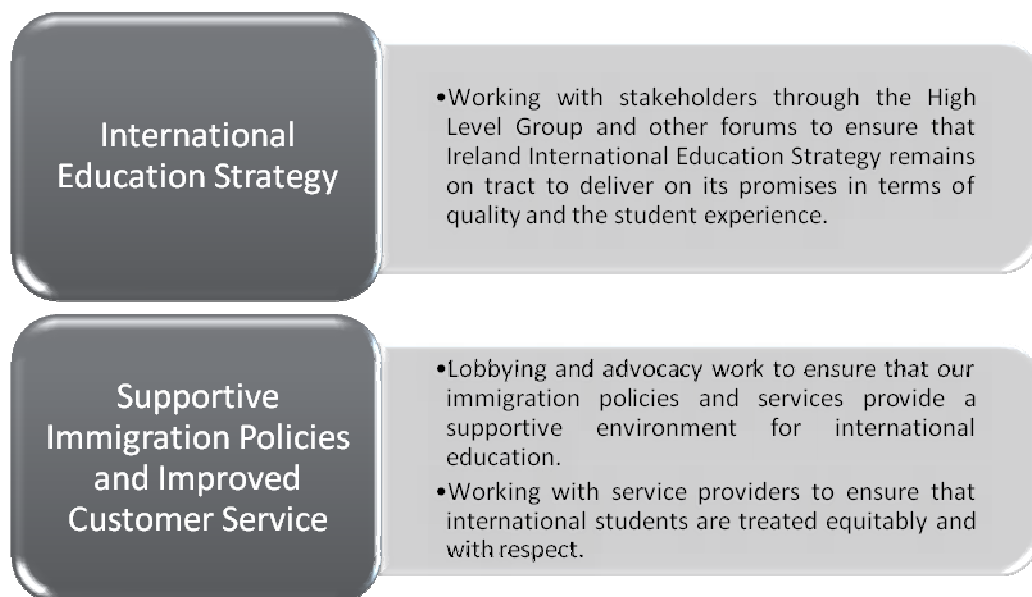 International
Education Strategy
•Working with stakeholders through the High
Level Group and other forums to ensure that
Ireland International Education Strategy remains
on tract to deliver on its promises in terms of
quality and the student experience.
Supportive
Immigration Policies
and Improved
Customer Service
•Lobbying and advocacy work to ensure that our
immigration policies and services provide a
supportive environment for international
education.
•Working with service providers to ensure that
international students are treated equitably and
with respect.